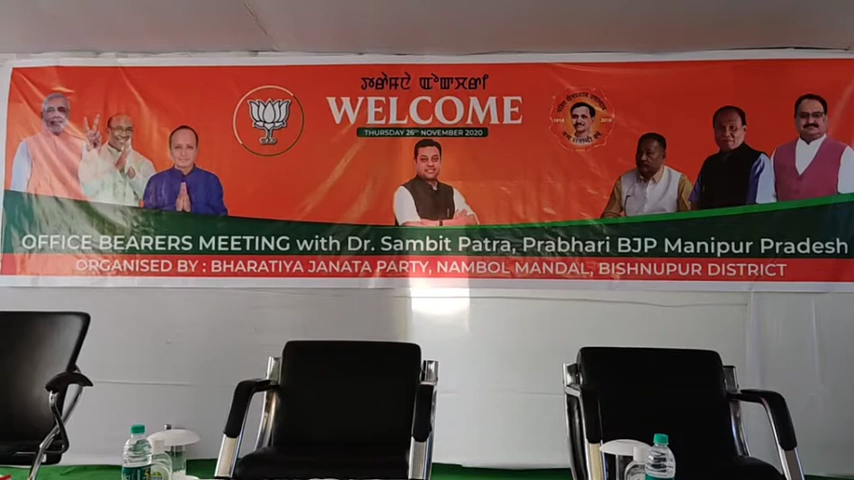 WELCOME
THURSDAY 26TH NOVEMBER 2020
OFFICE BEARERS MEETING with Dr. Sambit Patra, Prabhari BJP Manipur Pradesh
ORGANISED BY : BHARATIYA JANATA PARTY, NAMBOL MANDAL, BISHNUPUR DISTRICT